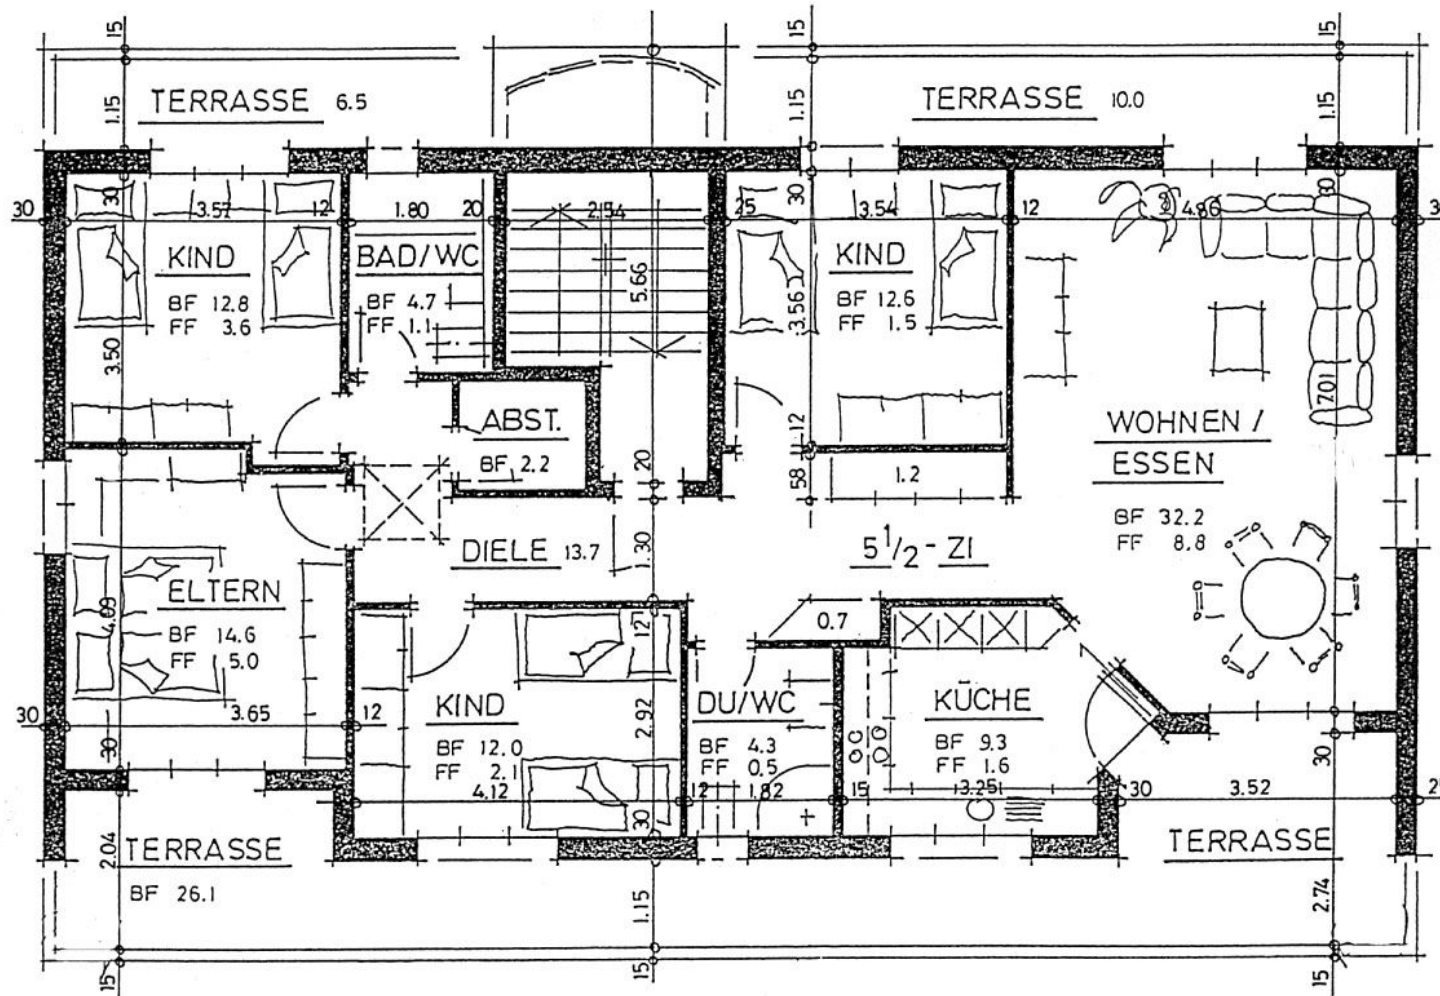 15
15
15
TERRASSE 6.5
TERRASSE 10.0
1.15
1.15
1.15
30
30
30
30
3.57
12
1.80
20
2.54
25
3.54
12
4.86
KIND
BF 12.8
FF 3.6
BAD/WC
BF 4.7
FF 1.1
5.66
3.56
KIND
BF 12.6
FF 1.5
3.50
ABST.
BF 2.2
20
12
58
1.2
7.01
WOHNEN /
ESSEN
BF 32.2
FF 8.8
DIELE 13.7
1.30
5 1/2 - ZI
ELTERN
BF 14.6
FF 5.0
4.09
12
0.7
30
3.65
12
30
KIND
BF 12.0
FF 2.1
4.12
2.92
30
DU/WC
BF 4.3
FF 0.5
12
1.82
15
KÜCHE
BF 9.3
FF 1.6
3.25
30
3.52
30
TERRASSE
BF 26.1
2.04
TERRASSE
1.15
2.74
15
15
15